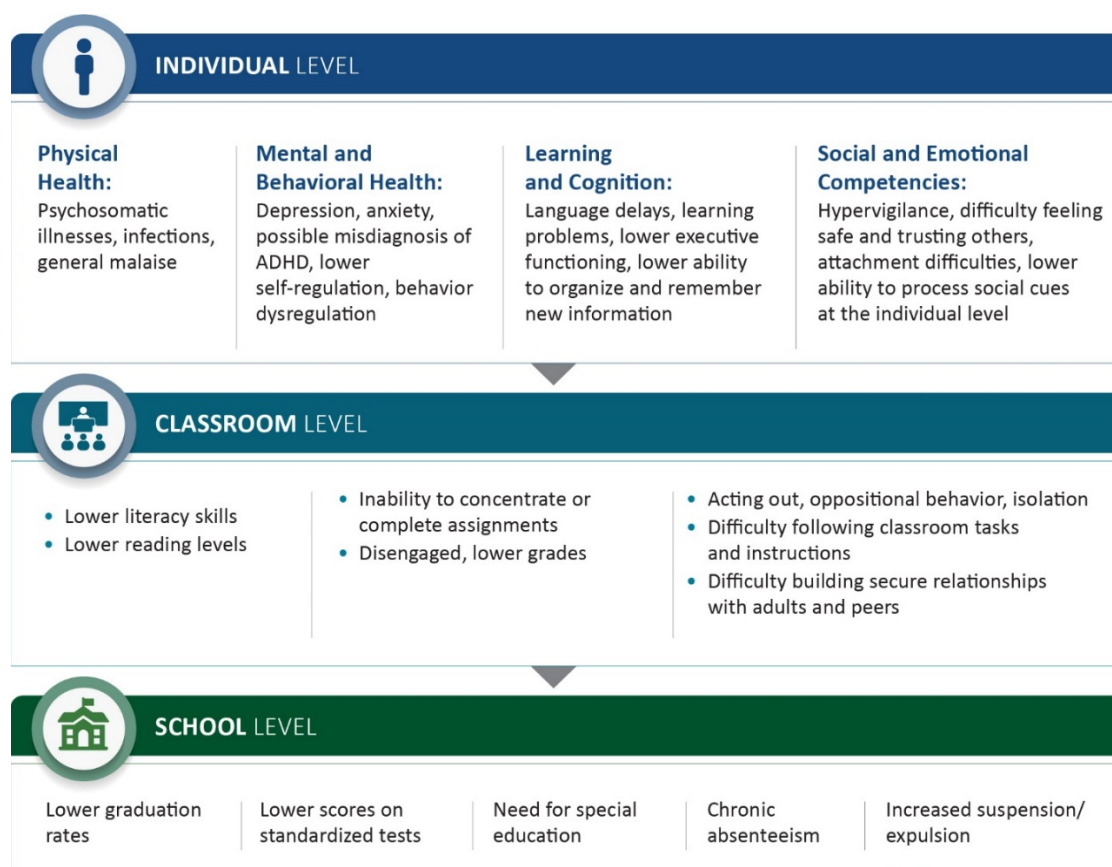 INDIVIDUAL LEVEL
Physical
Health:
Psychosomatic
illnesses, infections,
general malaise
Mental and
Behavioral Health:
Depression, anxiety,
possible misdiagnosis of
ADHD, lower
self-regulation, behavior
dysregulation
Learning
and Cognition:
Language delays, learning
problems, lower executive
functioning, lower ability
to organize and remember
new information
Social and Emotional
Competencies:
Hypervigilance, difficulty feeling
safe and trusting others,
attachment difficulties, lower
ability to process social cues
at the individual level
CLASSROOM LEVEL
• Lower literacy skills
• Lower reading levels
• Inability to concentrate or
complete assignments
• Disengaged, lower grades
• Acting out, oppositional behavior, isolation
• Difficulty following classroom tasks
and instructions
• Difficulty building secure relationships
with adults and peers
SCHOOL LEVEL
Lower graduation
rates
Lower scores on
standardized tests
Need for special
education
Chronic
absenteeism
Increased suspension/
expulsion